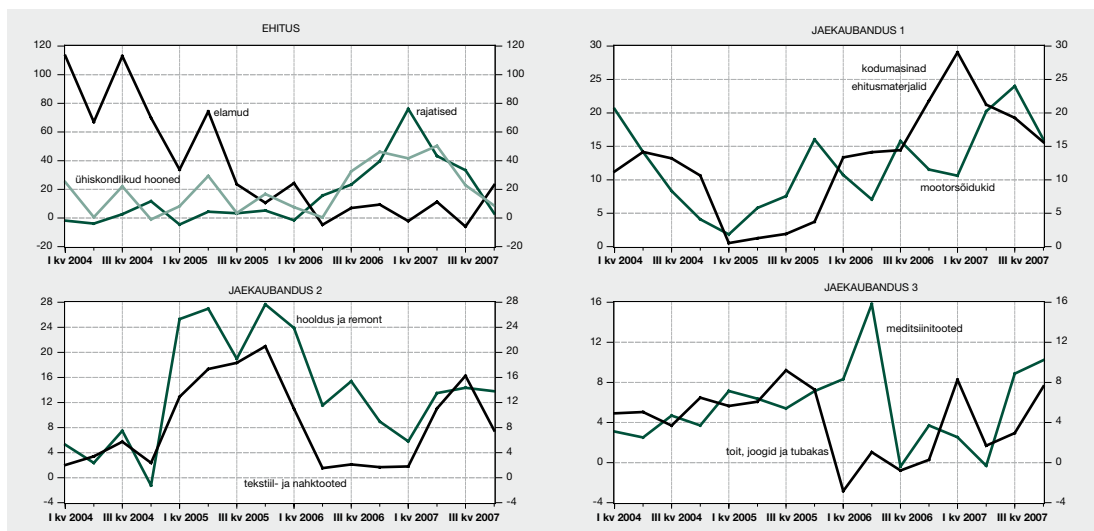 EHITUS
120 120
100 100
80 80
60 60
40 40
20 20
0 0
-20 -20
elamud
rajatised
ühiskondlikud hooned
I kv 2004 III kv 2004 I kv 2005 III kv 2005 I kv 2006 III kv 2006 I kv 2007 III kv 2007
JAEKAUBANDUS 1
30 30
25 25
20 20
15 15
10 10
5 5
0 0
kodumasinad
ehitusmaterjalid
mootorsõidukid
I kv 2004 III kv 2004 I kv 2005 III kv 2005 I kv 2006 III kv 2006 I kv 2007 III kv 2007
JAEKAUBANDUS 2
28 28
24 24
20 20
16 16
12 12
8 8
4 4
0 0
-4 -4
hooldus ja remont
tekstiil- ja nahktooted
I kv 2004 III kv 2004 I kv 2005 III kv 2005 I kv 2006 III kv 2006 I kv 2007 III kv 2007
JAEKAUBANDUS 3
16 16
12 12
8 8
4 4
0 0
-4 -4
meditsiinitooted
toit, joogid ja tubakas
I kv 2004 III kv 2004 I kv 2005 III kv 2005 I kv 2006 III kv 2006 I kv 2007 III kv 2007